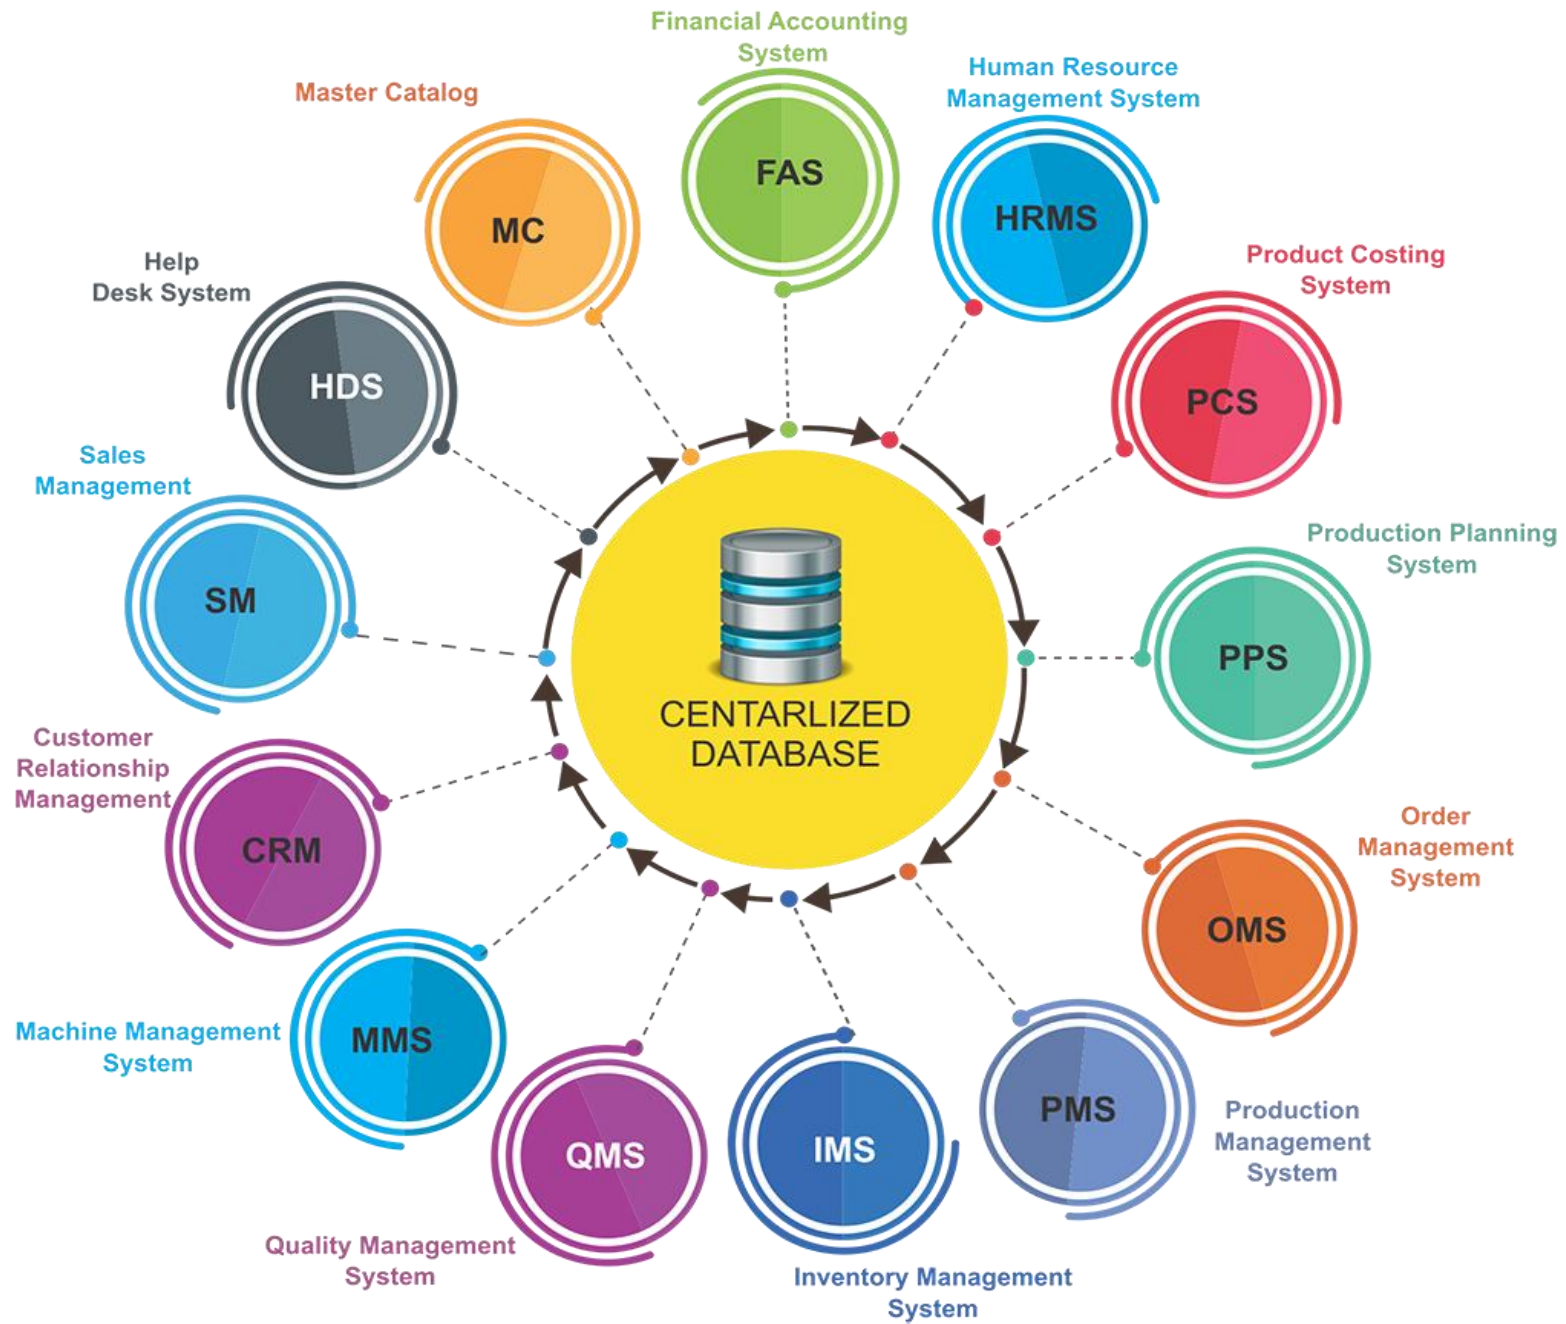 Financial Accounting
System
FAS
Human Resource
Management System
HRMS
Product Costing
System
PCS
Production Planning
System
PPS
Order
Management
System
OMS
Production
Management
System
PMS
Inventory Management
System
IMS
Quality Management
System
QMS
Machine Management
System
MMS
Customer
Relationship
Management
CRM
Sales
Management
SM
Help
Desk System
HDS
Master Catalog
MC
CENTARLIZED
DATABASE